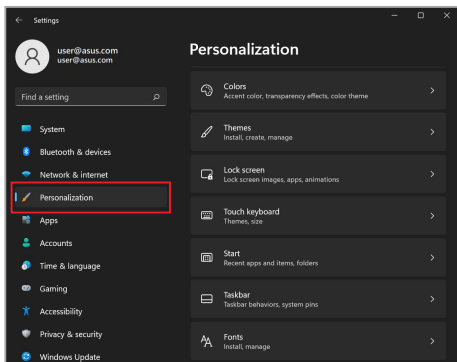 Settings
user@asus.com
user@asus.com
Find a setting
System
Bluetooth & devices
Network & internet
Personalization
Apps
Accounts
Time & language
Gaming
Accessibility
Privacy & security
Windows Update
Personalization
Colors
Accent color, transparency effects, color theme
Themes
Install, create, manage
Lock screen
Lock screen images, apps, animations
Touch keyboard
Themes, size
Start
Recent apps and items, folders
Taskbar
Taskbar behaviors, system pins
Fonts
Install, manage